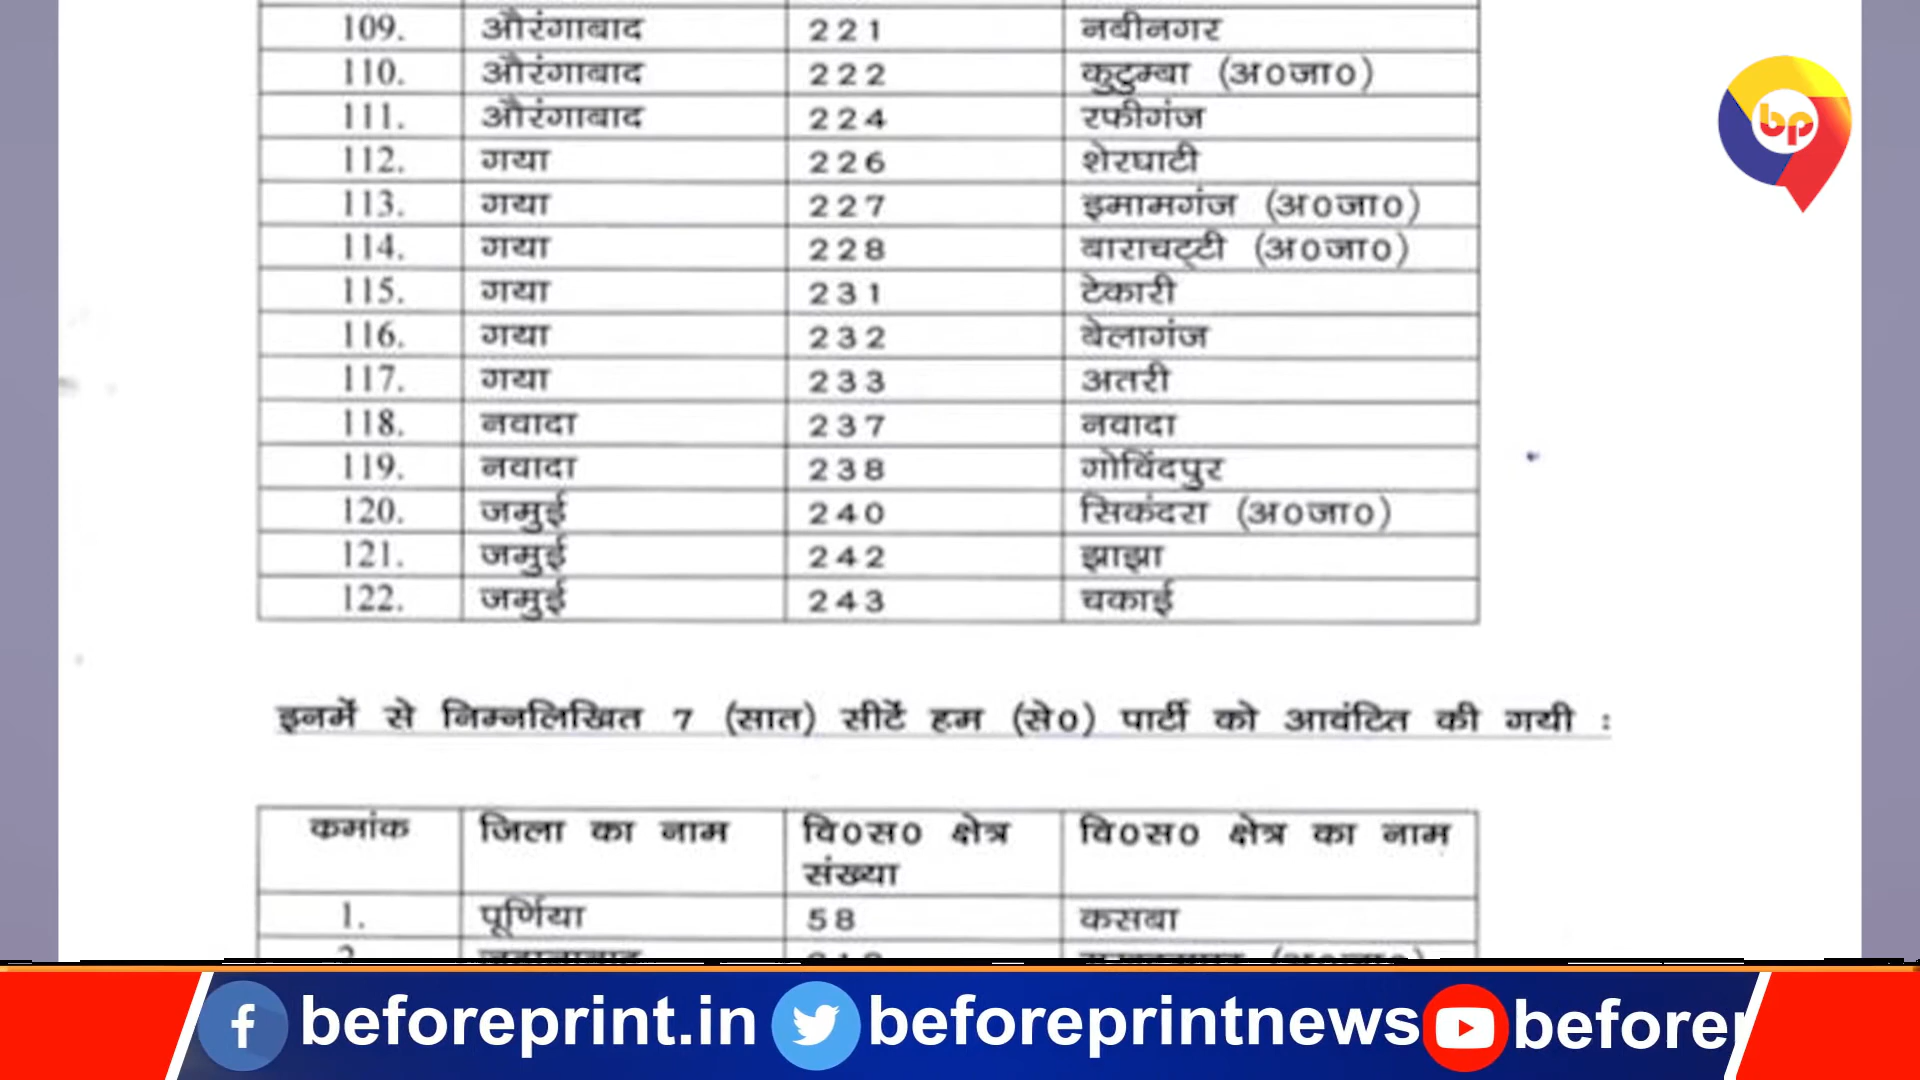 109. औरंगाबाद 221 नबीनगर
110. औरंगाबाद 222 कुटुम्बा (अ0जा0)
111. औरंगाबाद 224 रफीगंज
112. गया 226 शेरघाटी
113. गया 227 इमामगंज (अ0जा0)
114. गया 228 बाराचट्टी (अ0जा0)
115. गया 231 टेकारी
116. गया 232 बेलागंज
117. गया 233 अतरी
118. नवादा 237 नवादा
119. नवादा 238 गोविंदपुर
120. जमुई 240 सिकंदरा (अ0जा0)
121. जमुई 242 झाझा
122. जमुई 243 चकाई
इनमें से निम्नलिखित 7 (सात) सीटें हम (से0) पार्टी को आवंटित की गयी :
कमांक जिला का नाम वि0स0 क्षेत्र संख्या वि0स0 क्षेत्र का नाम
1. पूर्णिया 58 कसबा
bp
beforeprint.in beforeprintnews